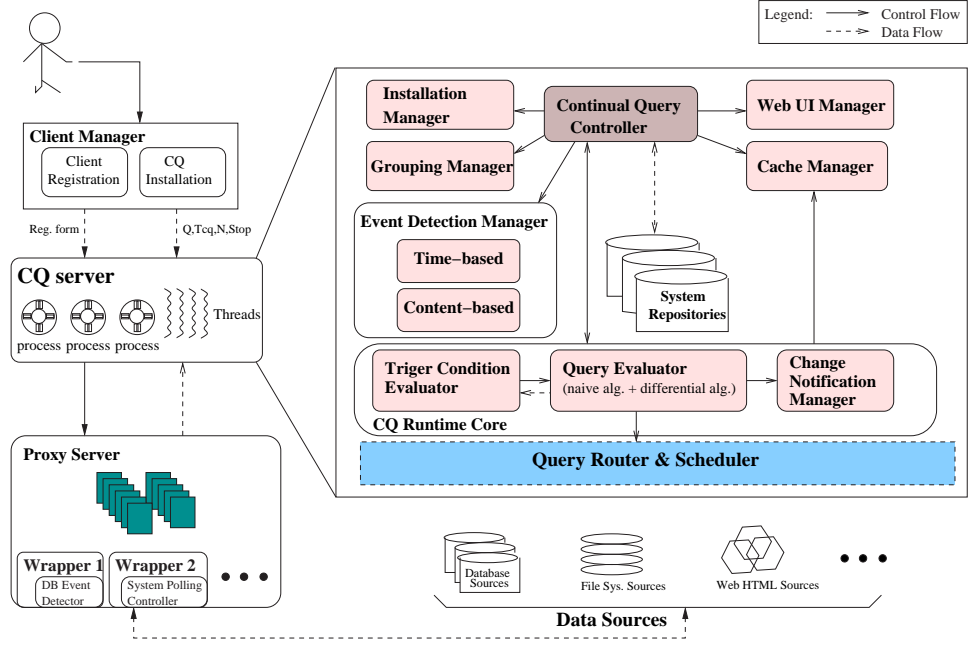 Legend: Control Flow
Data Flow
Client Manager
Client
Registration
CQ
Installation
Reg. form
Q,Tcq,N,Stop
CQ server
Threads
process process process
Proxy Server
Wrapper 1
DB Event
Detector
Wrapper 2
System Polling
Controller
Installation
Manager
Continual Query
Controller
Web UI Manager
Grouping Manager
Cache Manager
Event Detection Manager
Time−based
Content−based
System
Repositories
Triger Condition
Evaluator
Query Evaluator
(naive alg. + differential alg.)
Change
Notification
Manager
CQ Runtime Core
Query Router & Scheduler
Database
Sources
File Sys. Sources
Web HTML Sources
Data Sources